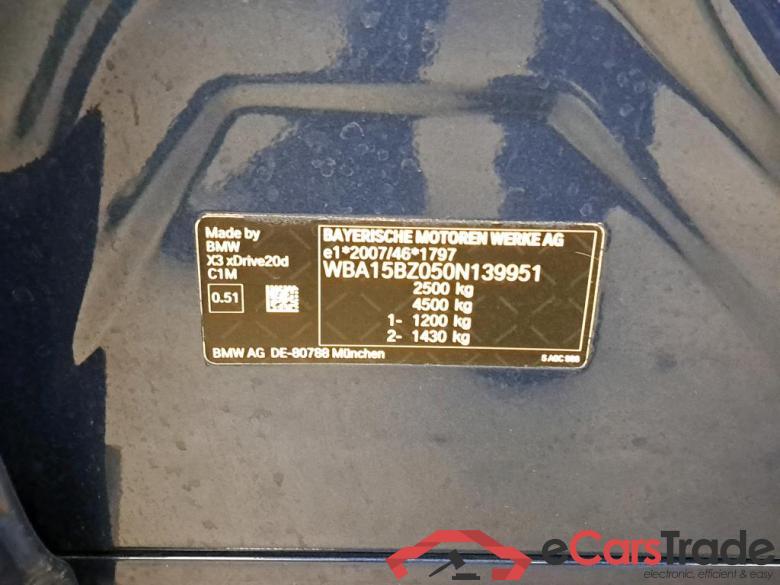 Made by
BMW
X3 xDrive20d
C1M
0.51
BAYERISCHE MOTOREN WERKE AG
e1*2007/46*1797
WBA15BZ050N139951
2500 kg
4500 kg
1- 1200 kg
2- 1430 kg
BMW AG DE-80788 München
eCarsTrade
electronic, efficient & easy